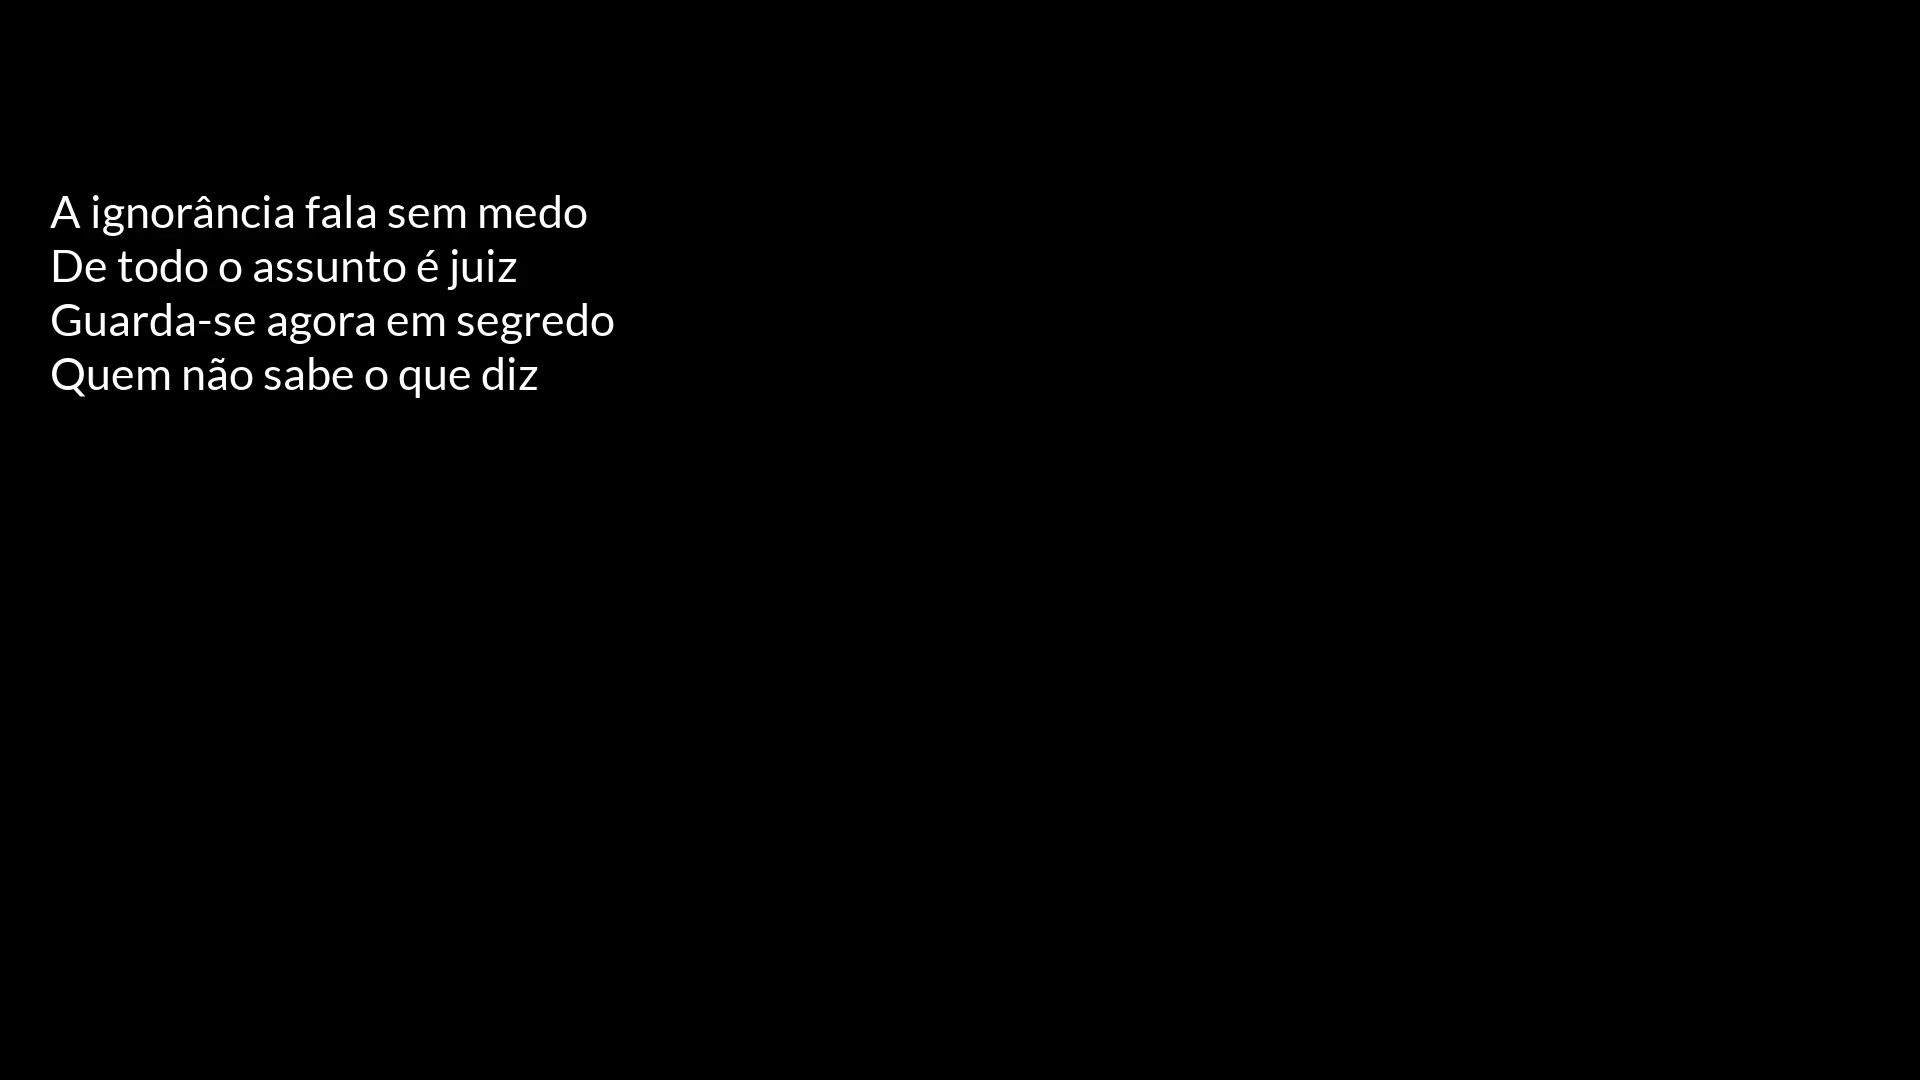 A ignorância fala sem medo
De todo o assunto é juiz
Guarda-se agora em segredo
Quem não sabe o que diz